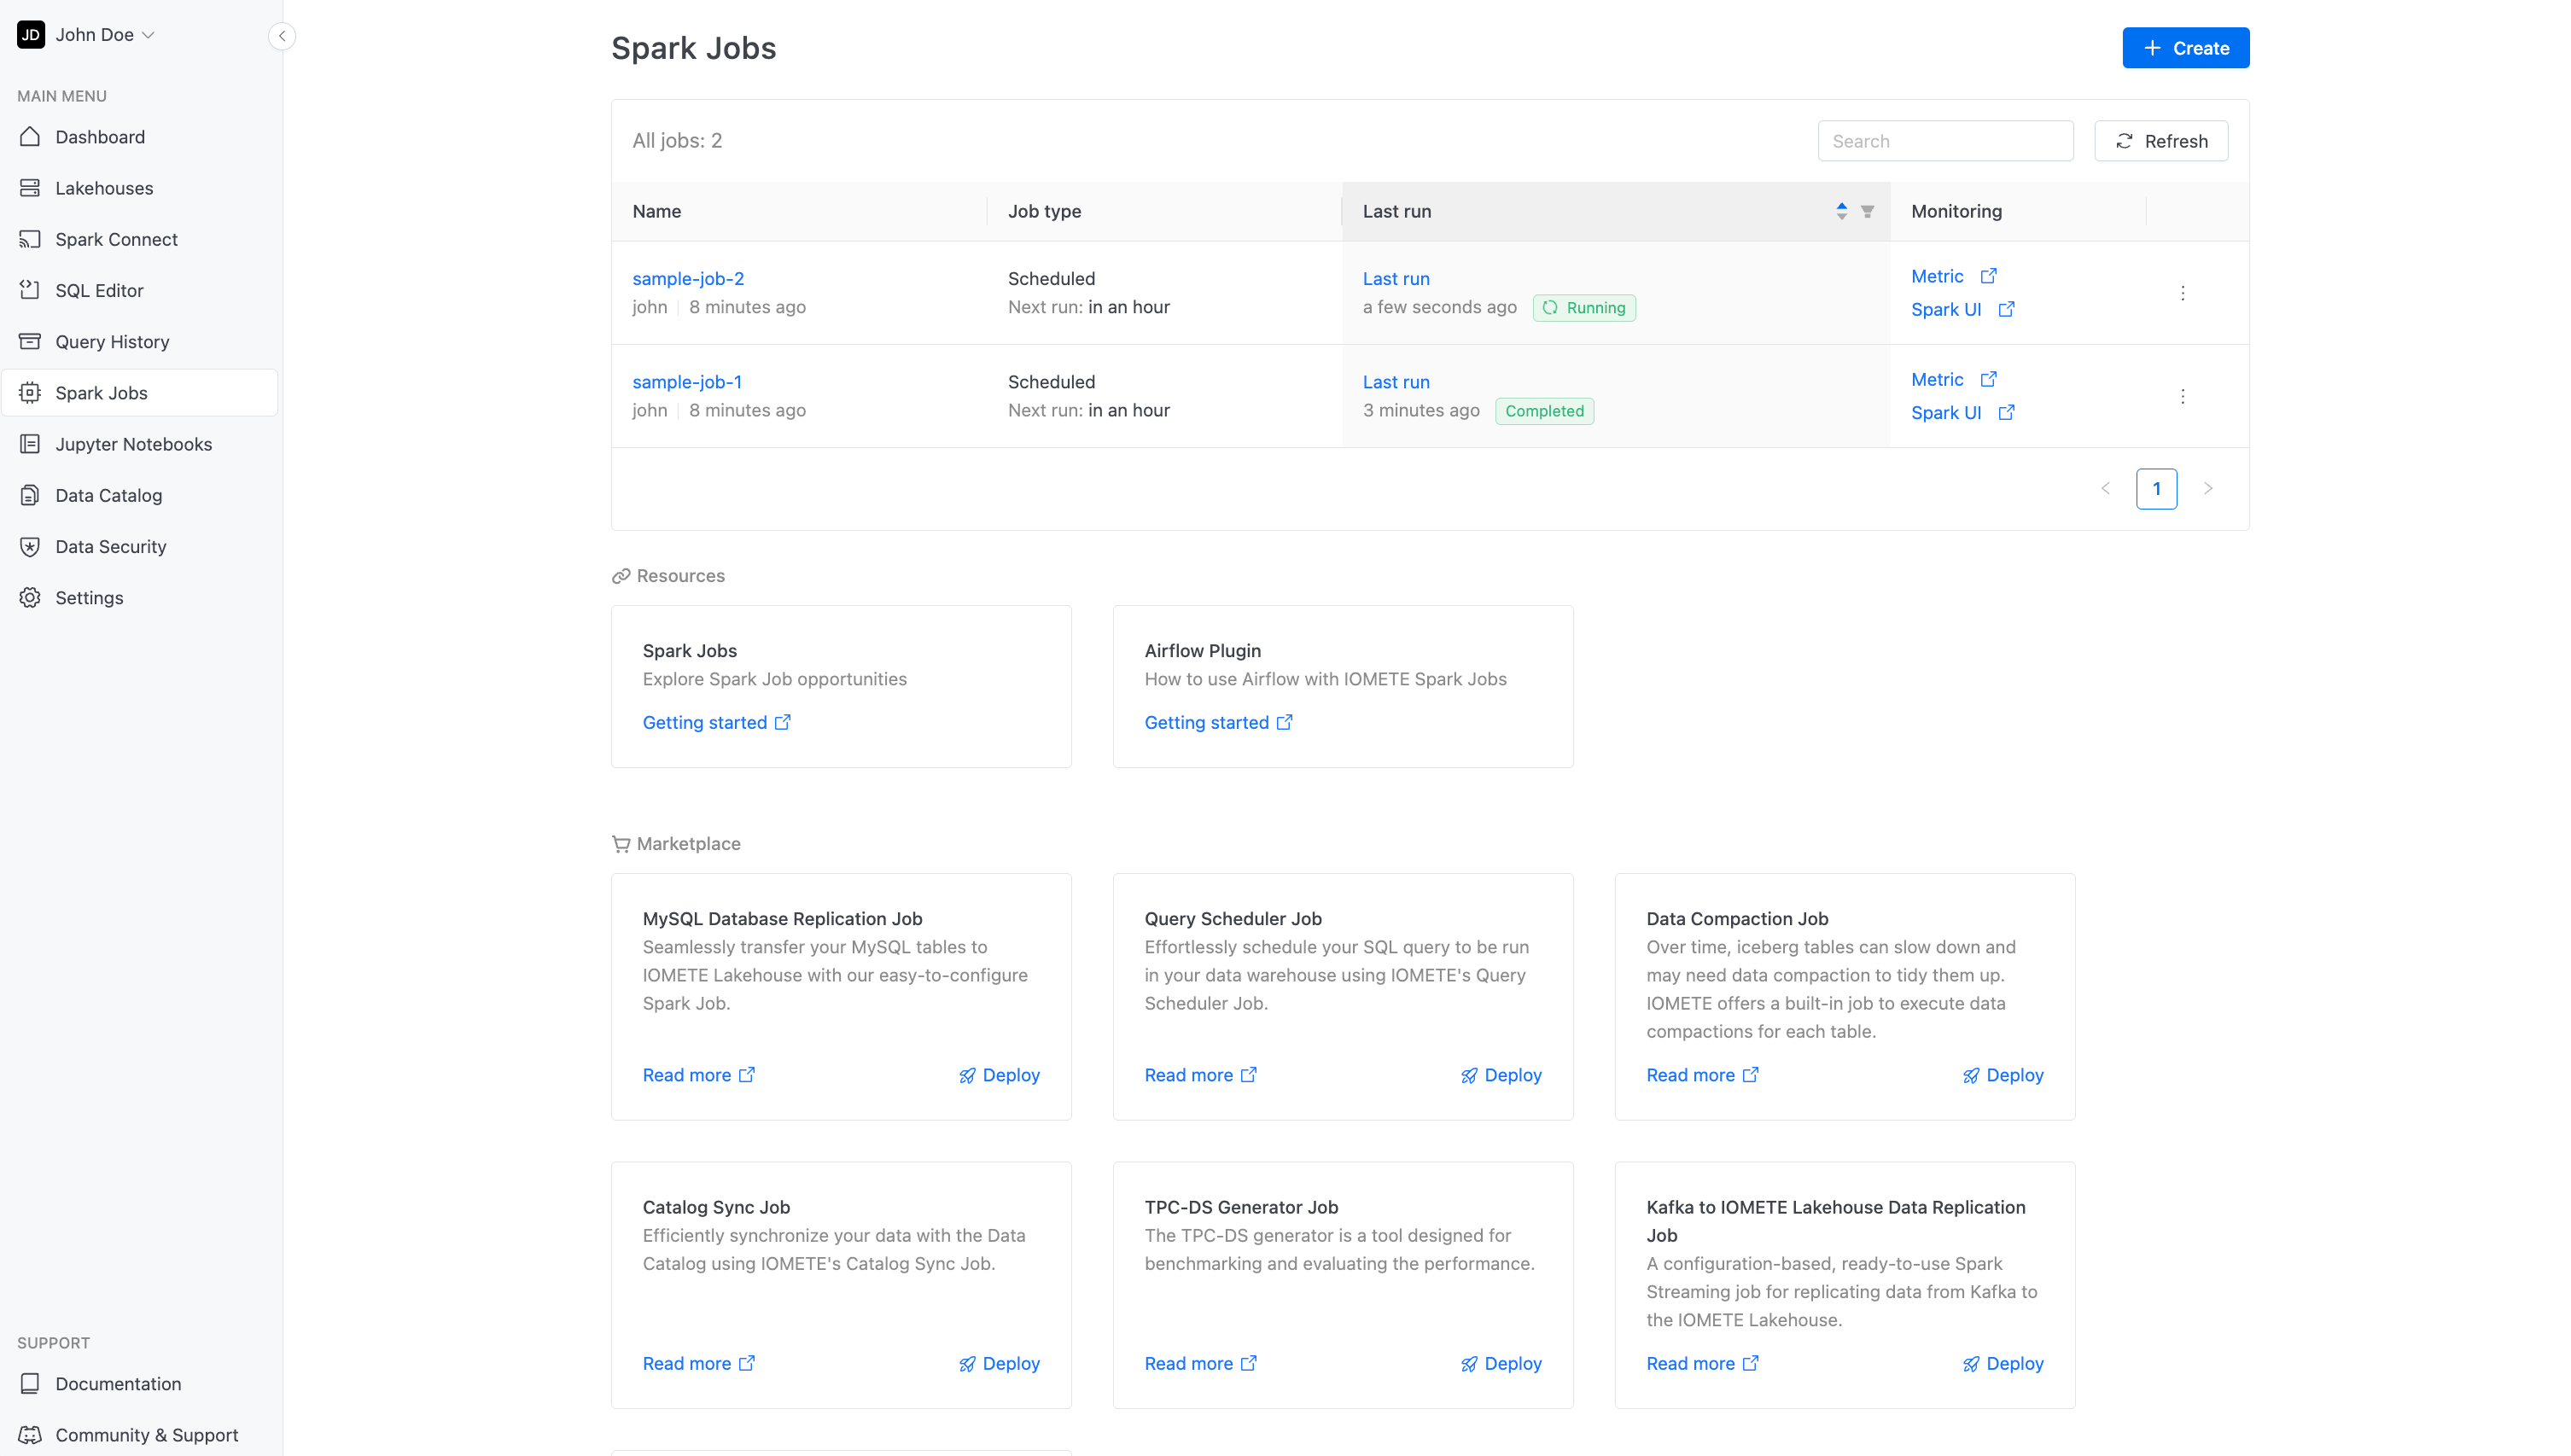 JD John Doe
MAIN MENU
Dashboard
Lakehouses
Spark Connect
SQL Editor
Query History
Spark Jobs
Jupyter Notebooks
Data Catalog
Data Security
Settings
SUPPORT
Documentation
Community & Support
Spark Jobs
Create
All jobs: 2
Search
Refresh
Name Job type Last run Monitoring
sample-job-2 Scheduled Last run Metric
john 8 minutes ago Next run: in an hour a few seconds ago Running Spark UI
sample-job-1 Scheduled Last run Metric
john 8 minutes ago Next run: in an hour 3 minutes ago Completed Spark UI
1
Resources
Spark Jobs
Explore Spark Job opportunities
Getting started
Airflow Plugin
How to use Airflow with IOMETE Spark Jobs
Getting started
Marketplace
MySQL Database Replication Job
Seamlessly transfer your MySQL tables to
IOMETE Lakehouse with our easy-to-configure
Spark Job.
Read more Deploy
Query Scheduler Job
Effortlessly schedule your SQL query to be run
in your data warehouse using IOMETE's Query
Scheduler Job.
Read more Deploy
Data Compaction Job
Over time, iceberg tables can slow down and
may need data compaction to tidy them up.
IOMETE offers a built-in job to execute data
compactions for each table.
Read more Deploy
Catalog Sync Job
Efficiently synchronize your data with the Data
Catalog using IOMETE's Catalog Sync Job.
Read more Deploy
TPC-DS Generator Job
The TPC-DS generator is a tool designed for
benchmarking and evaluating the performance.
Read more Deploy
Kafka to IOMETE Lakehouse Data Replication
Job
A configuration-based, ready-to-use Spark
Streaming job for replicating data from Kafka to
the IOMETE Lakehouse.
Read more Deploy